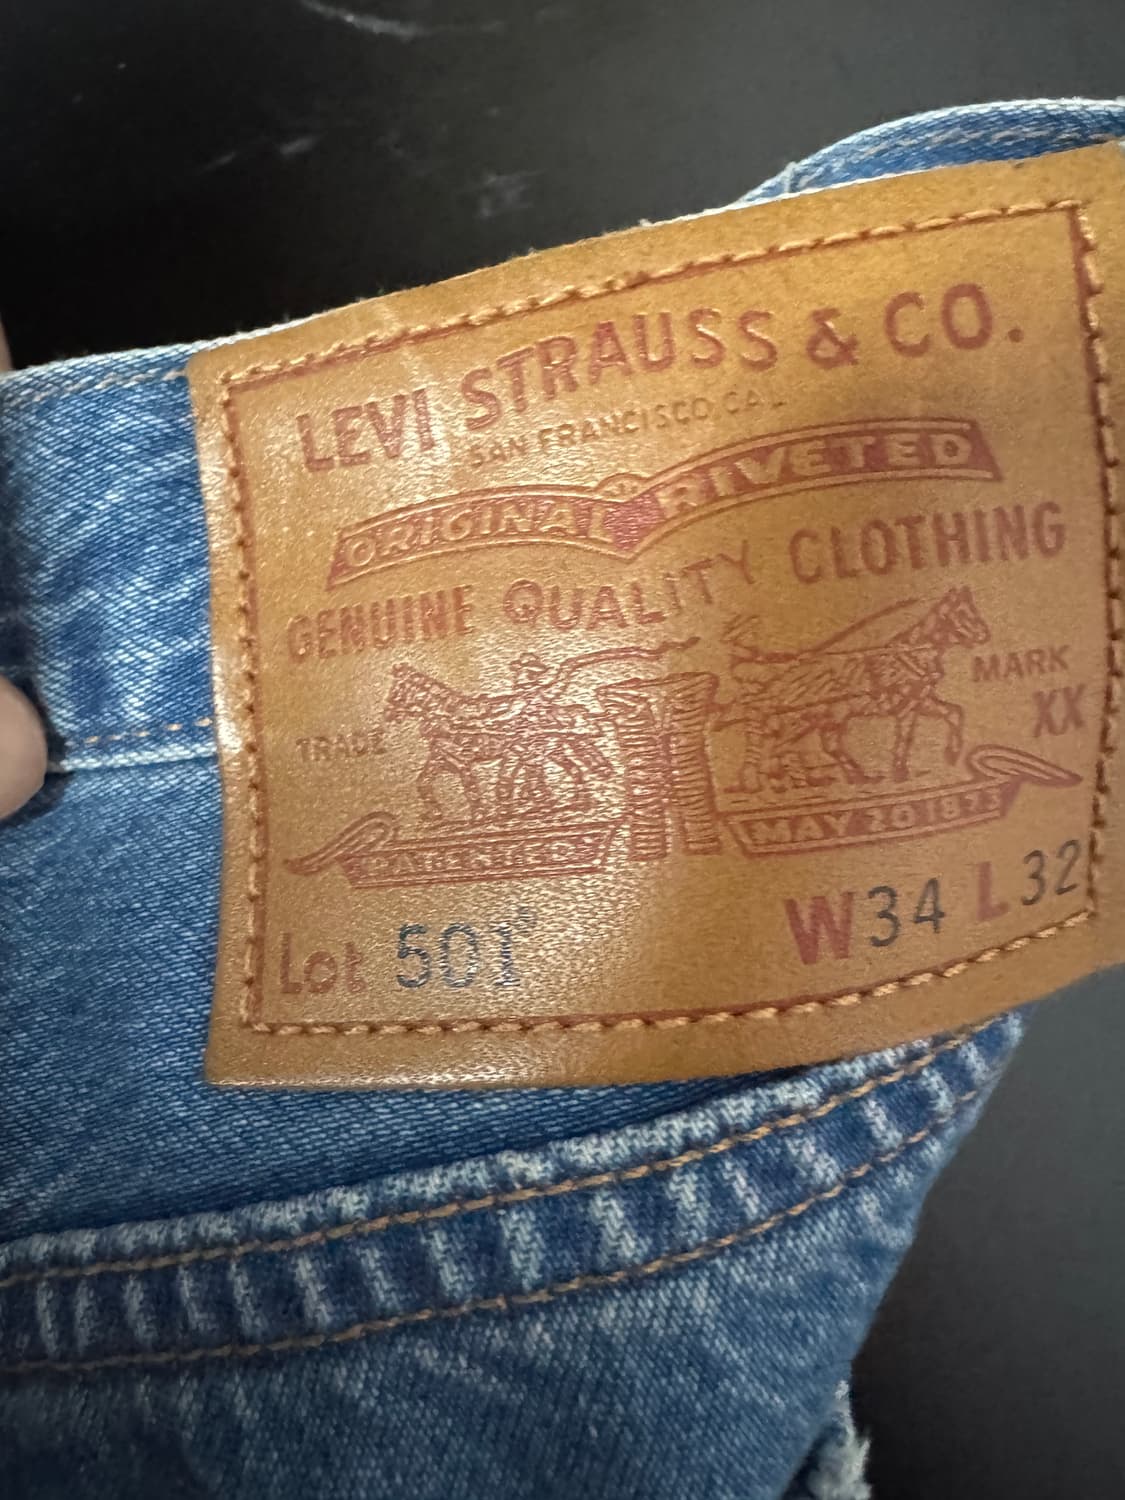 LEVI STRAUSS & CO.
SAN FRANCISCO, CAL.
ORIGINAL RIVETED
GENUINE QUALITY CLOTHING
TRADE MARK
XX
PATENTED MAY 20 1873
Lot 501® W34 L32